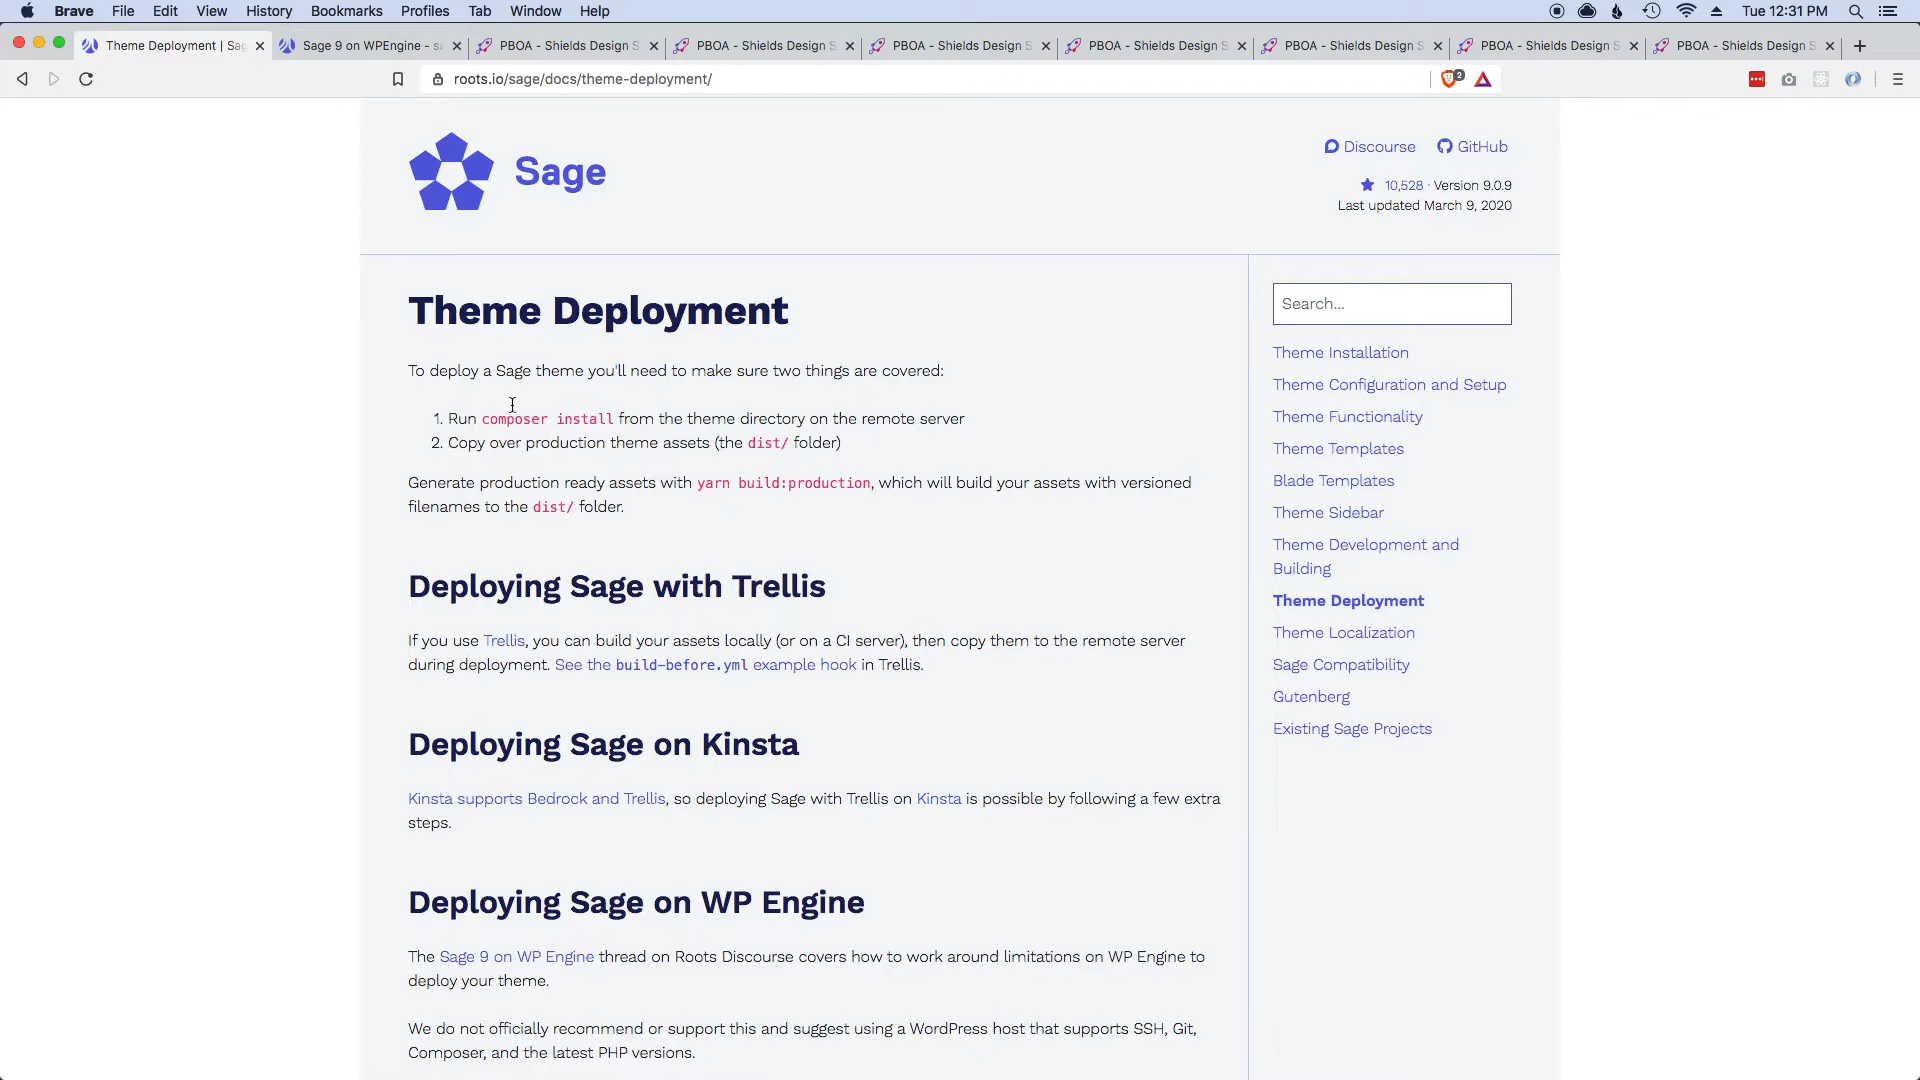 Brave File Edit View History Bookmarks Profiles Tab Window Help
Tue 12:31 PM
Theme Deployment | Sag
Sage 9 on WPEngine - s
PBOA - Shields Design S
PBOA - Shields Design S
PBOA - Shields Design S
PBOA - Shields Design S
PBOA - Shields Design S
PBOA - Shields Design S
PBOA - Shields Design S
roots.io/sage/docs/theme-deployment/
2
Sage
Discourse GitHub
10,528 · Version 9.0.9
Last updated March 9, 2020
Theme Deployment
To deploy a Sage theme you'll need to make sure two things are covered:
1. Run composer install from the theme directory on the remote server
2. Copy over production theme assets (the dist/ folder)
Generate production ready assets with yarn build:production, which will build your assets with versioned
filenames to the dist/ folder.
Deploying Sage with Trellis
If you use Trellis, you can build your assets locally (or on a CI server), then copy them to the remote server
during deployment. See the build-before.yml example hook in Trellis.
Deploying Sage on Kinsta
Kinsta supports Bedrock and Trellis, so deploying Sage with Trellis on Kinsta is possible by following a few extra
steps.
Deploying Sage on WP Engine
The Sage 9 on WP Engine thread on Roots Discourse covers how to work around limitations on WP Engine to
deploy your theme.
We do not officially recommend or support this and suggest using a WordPress host that supports SSH, Git,
Composer, and the latest PHP versions.
Search...
Theme Installation
Theme Configuration and Setup
Theme Functionality
Theme Templates
Blade Templates
Theme Sidebar
Theme Development and
Building
Theme Deployment
Theme Localization
Sage Compatibility
Gutenberg
Existing Sage Projects